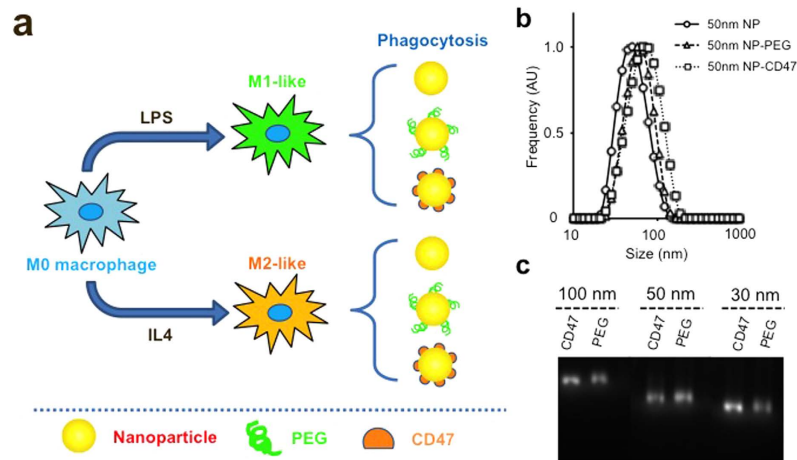 a
Phagocytosis
M1-like
LPS
M0 macrophage
M2-like
IL4
Nanoparticle
PEG
CD47
b
50nm NP
50nm NP-PEG
50nm NP-CD47
Frequency (AU)
1.0
0.5
0
10
100
1000
Size (nm)
c
100 nm
50 nm
30 nm
CD47
PEG
CD47
PEG
CD47
PEG